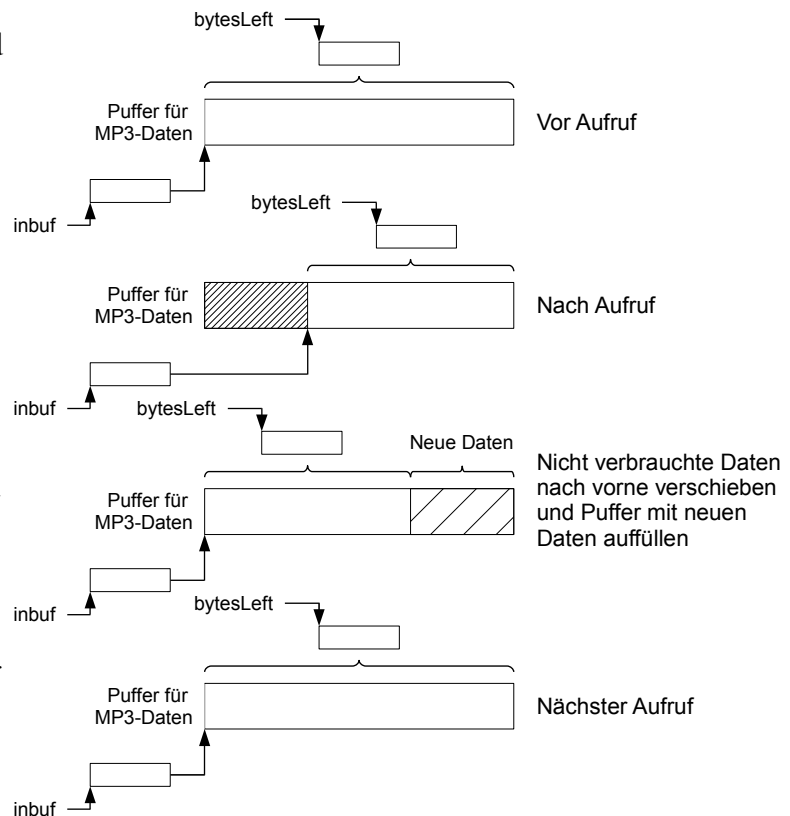 bytesLeft
Puffer für
MP3-Daten
Vor Aufruf
inbuf
bytesLeft
Puffer für
MP3-Daten
Nach Aufruf
inbuf
bytesLeft
Neue Daten
Puffer für
MP3-Daten
Nicht verbrauchte Daten
nach vorne verschieben
und Puffer mit neuen
Daten auffüllen
inbuf
bytesLeft
Puffer für
MP3-Daten
Nächster Aufruf
inbuf